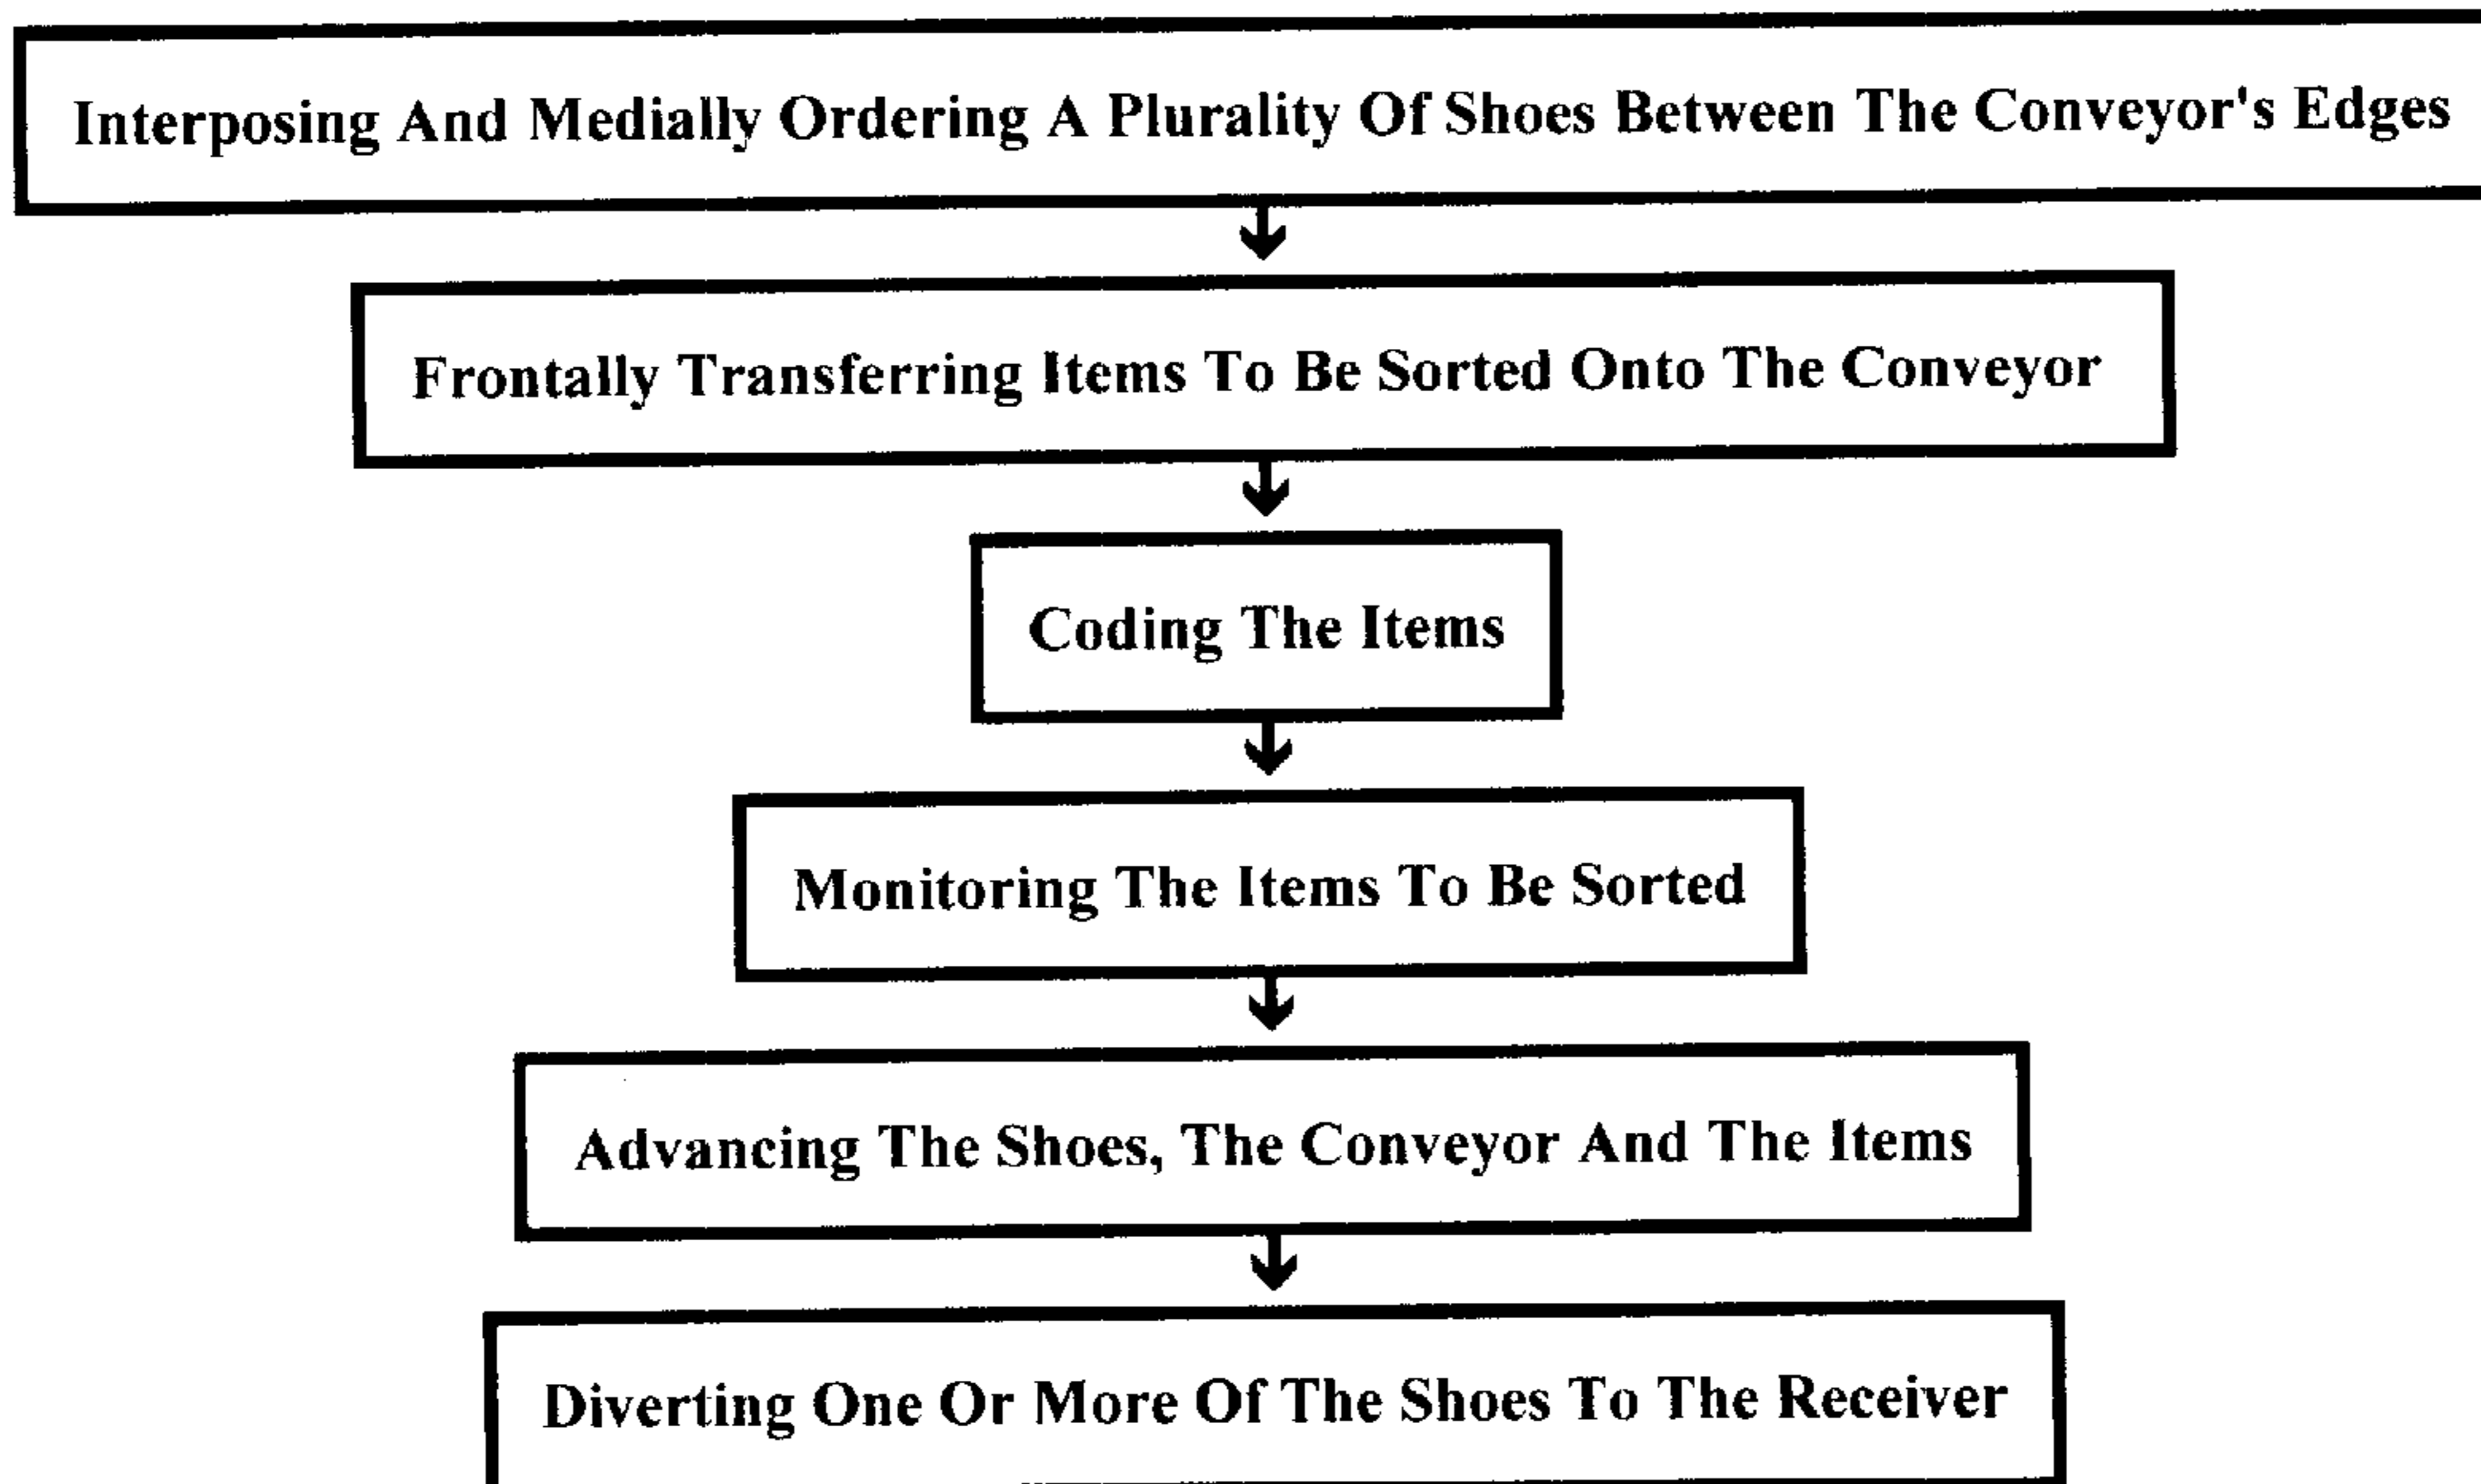 Interposing And Medially Ordering A Plurality Of Shoes Between The Conveyor's Edges
Frontally Transferring Items To Be Sorted Onto The Conveyor
Coding The Items
Monitoring The Items To Be Sorted
Advancing The Shoes, The Conveyor And The Items
Diverting One Or More Of The Shoes To The Receiver